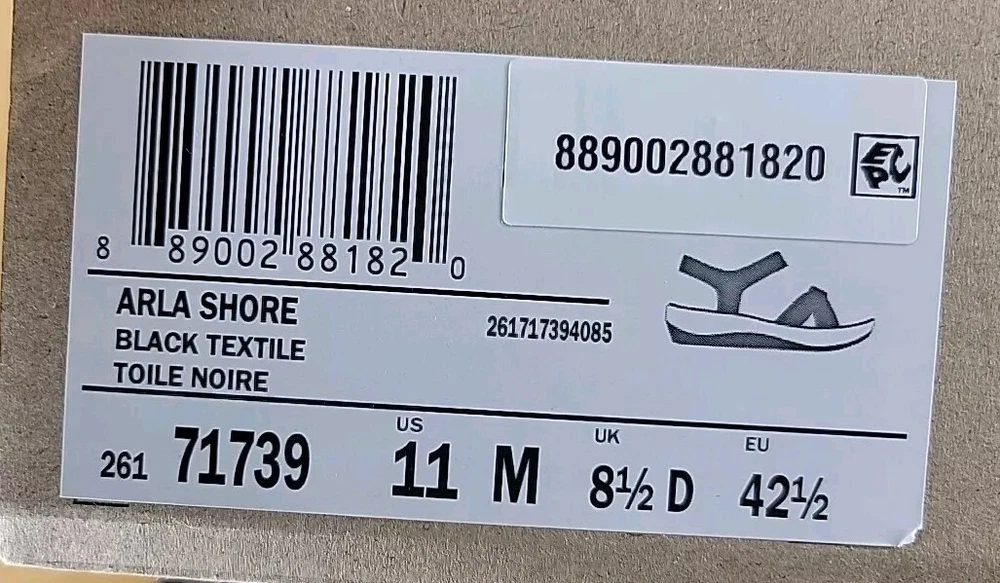 889002881820
ECPL™
8 89002 88182 0
ARLA SHORE
261717394085
BLACK TEXTILE
TOILE NOIRE
US UK EU
261 71739 11 M 8½ D 42½